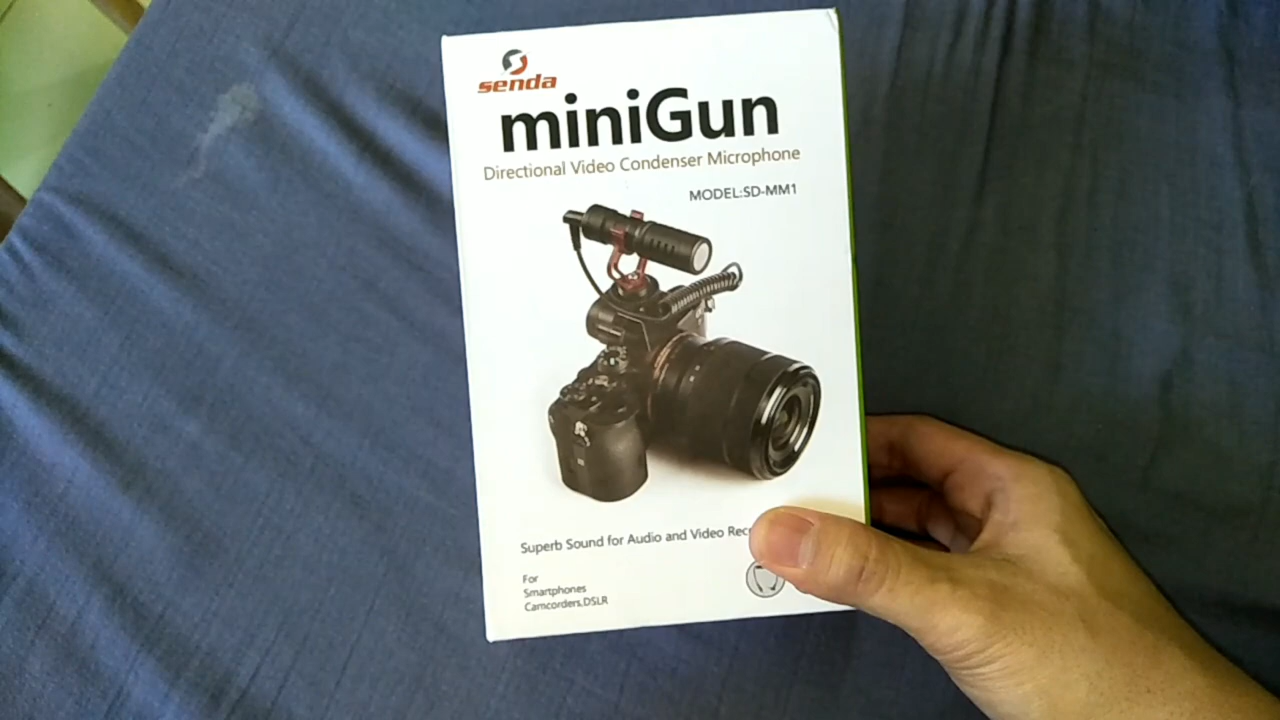 senda
miniGun
Directional Video Condenser Microphone
MODEL:SD-MM1
Superb Sound for Audio and Video
For
Smartphones
Camcorders,DSLR